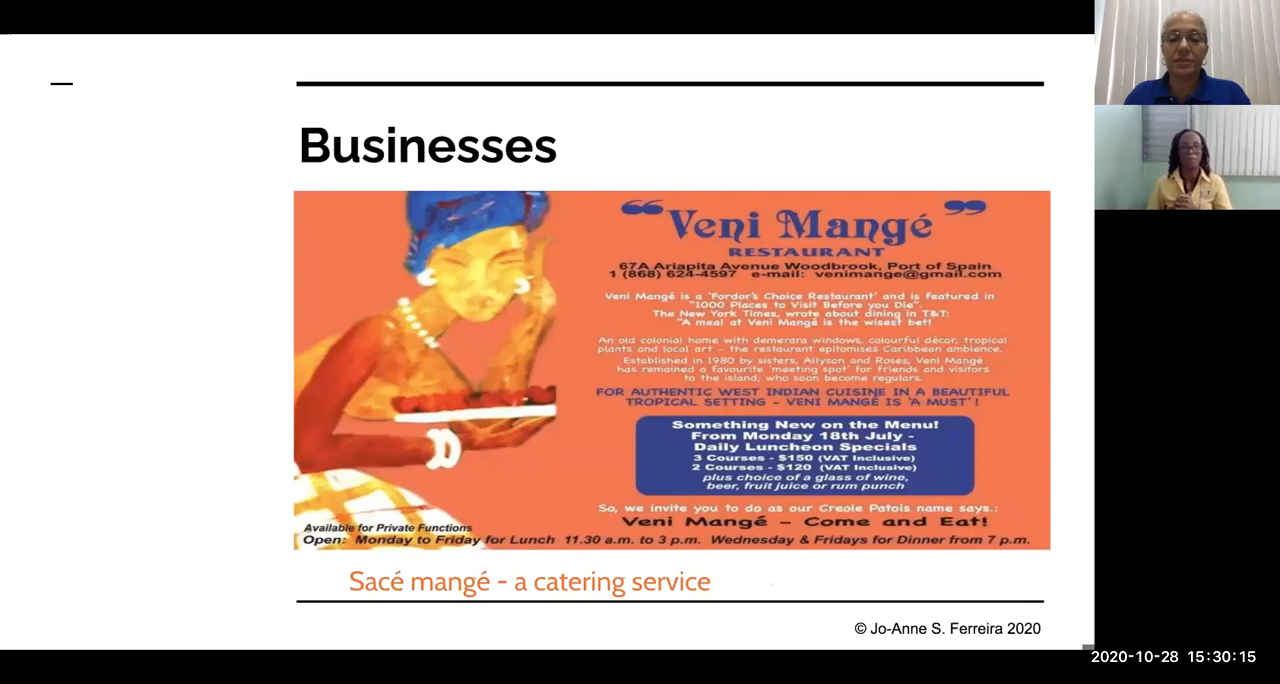 Businesses
“Veni Mangé”
RESTAURANT
67A Ariapita Avenue Woodbrook, Port of Spain
1 (868) 624-4597 e-mail: venimange@gmail.com
Veni Mangé is a ‘Fordor’s Choice Restaurant’ and is featured in
“1000 Places to Visit Before you Die”.
The New York Times, wrote about dining in T&T:
“A meal at Veni Mangé is the wisest bet!
An old colonial home with demerara windows, colourful décor, tropical
plants and local art – the restaurant epitomises Caribbean ambience.
Established in 1980 by sisters, Allyson and Roses, Veni Mangé
has remained a favourite ‘meeting spot’ for friends and visitors
to the island, who soon become regulars.
FOR AUTHENTIC WEST INDIAN CUISINE IN A BEAUTIFUL
TROPICAL SETTING – VENI MANGÉ IS ‘A MUST’!
Something New on the Menu!
From Monday 18th July -
Daily Luncheon Specials
3 Courses - $150 (VAT Inclusive)
2 Courses - $120 (VAT Inclusive)
plus choice of a glass of wine,
beer, fruit juice or rum punch
So, we invite you to do as our Creole Patois name says.:
Veni Mangé – Come and Eat!
Available for Private Functions
Open: Monday to Friday for Lunch 11.30 a.m. to 3 p.m. Wednesday & Fridays for Dinner from 7 p.m.
Sacé mangé - a catering service
© Jo-Anne S. Ferreira 2020
2020-10-28 15:30:15